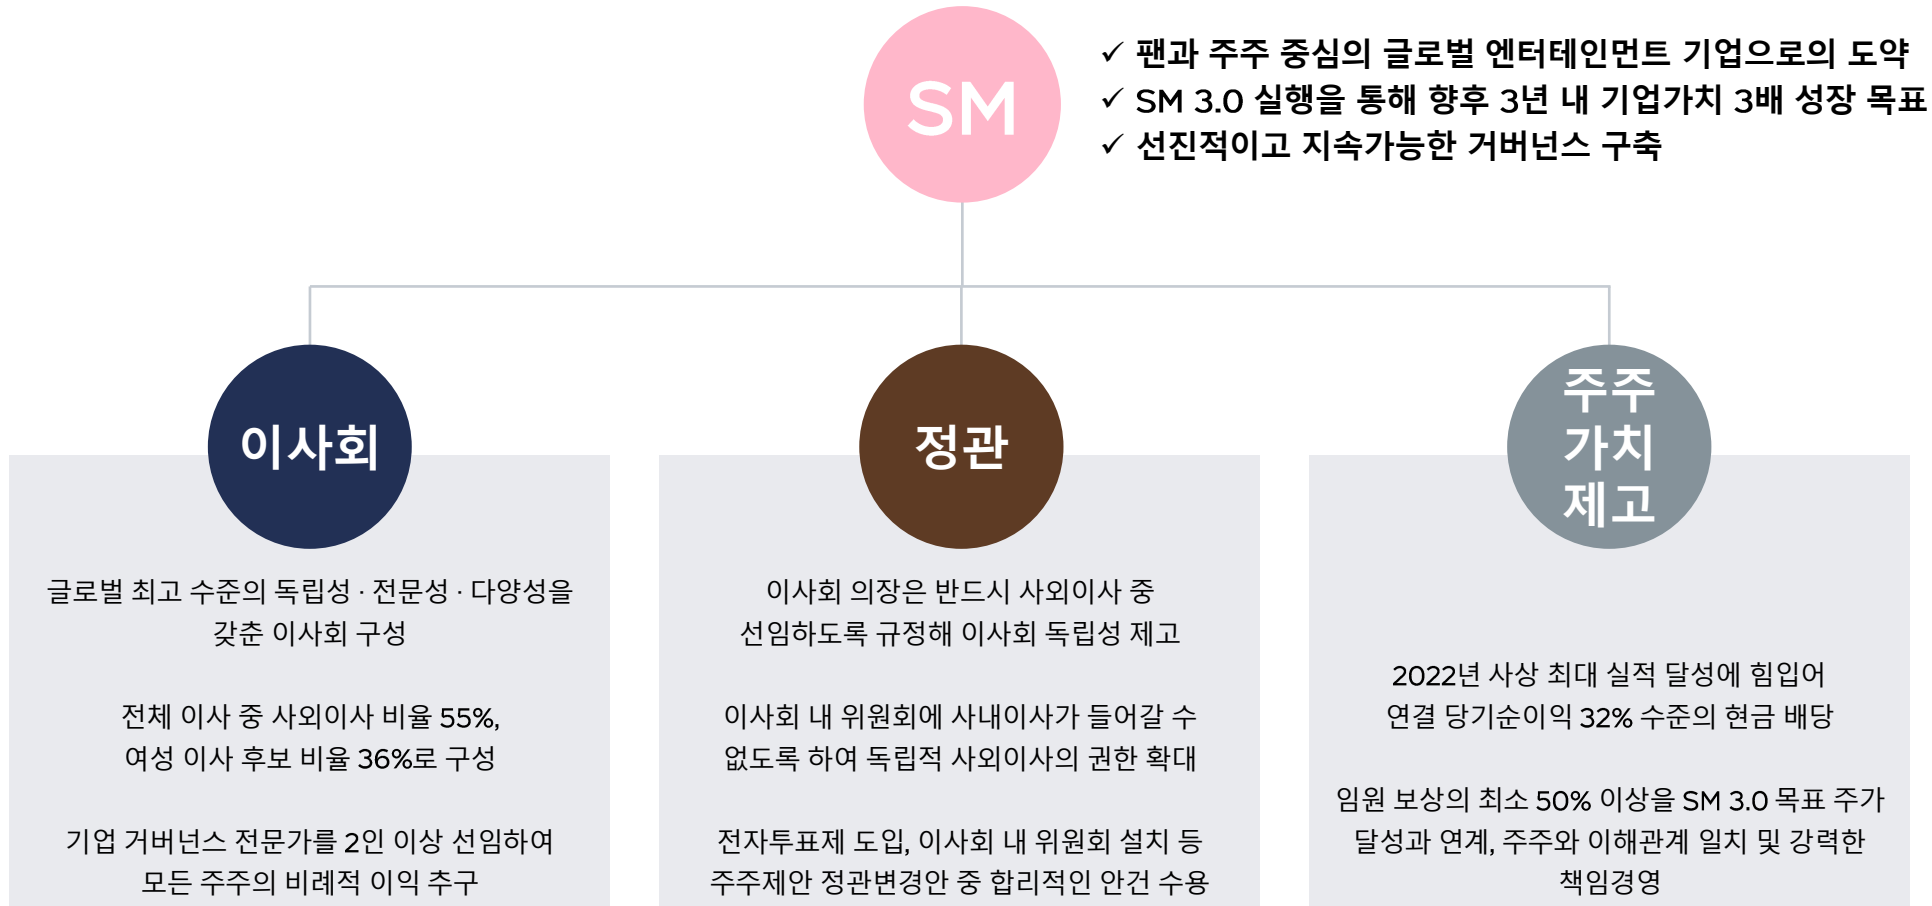 SM
✓ 팬과 주주 중심의 글로벌 엔터테인먼트 기업으로의 도약
✓ SM 3.0 실행을 통해 향후 3년 내 기업가치 3배 성장 목표
✓ 선진적이고 지속가능한 거버넌스 구축
이사회
글로벌 최고 수준의 독립성 · 전문성 · 다양성을
갖춘 이사회 구성
전체 이사 중 사외이사 비율 55%,
여성 이사 후보 비율 36%로 구성
기업 거버넌스 전문가를 2인 이상 선임하여
모든 주주의 비례적 이익 추구
정관
이사회 의장은 반드시 사외이사 중
선임하도록 규정해 이사회 독립성 제고
이사회 내 위원회에 사내이사가 들어갈 수
없도록 하여 독립적 사외이사의 권한 확대
전자투표제 도입, 이사회 내 위원회 설치 등
주주제안 정관변경안 중 합리적인 안건 수용
주주
가치
제고
2022년 사상 최대 실적 달성에 힘입어
연결 당기순이익 32% 수준의 현금 배당
임원 보상의 최소 50% 이상을 SM 3.0 목표 주가
달성과 연계, 주주와 이해관계 일치 및 강력한
책임경영